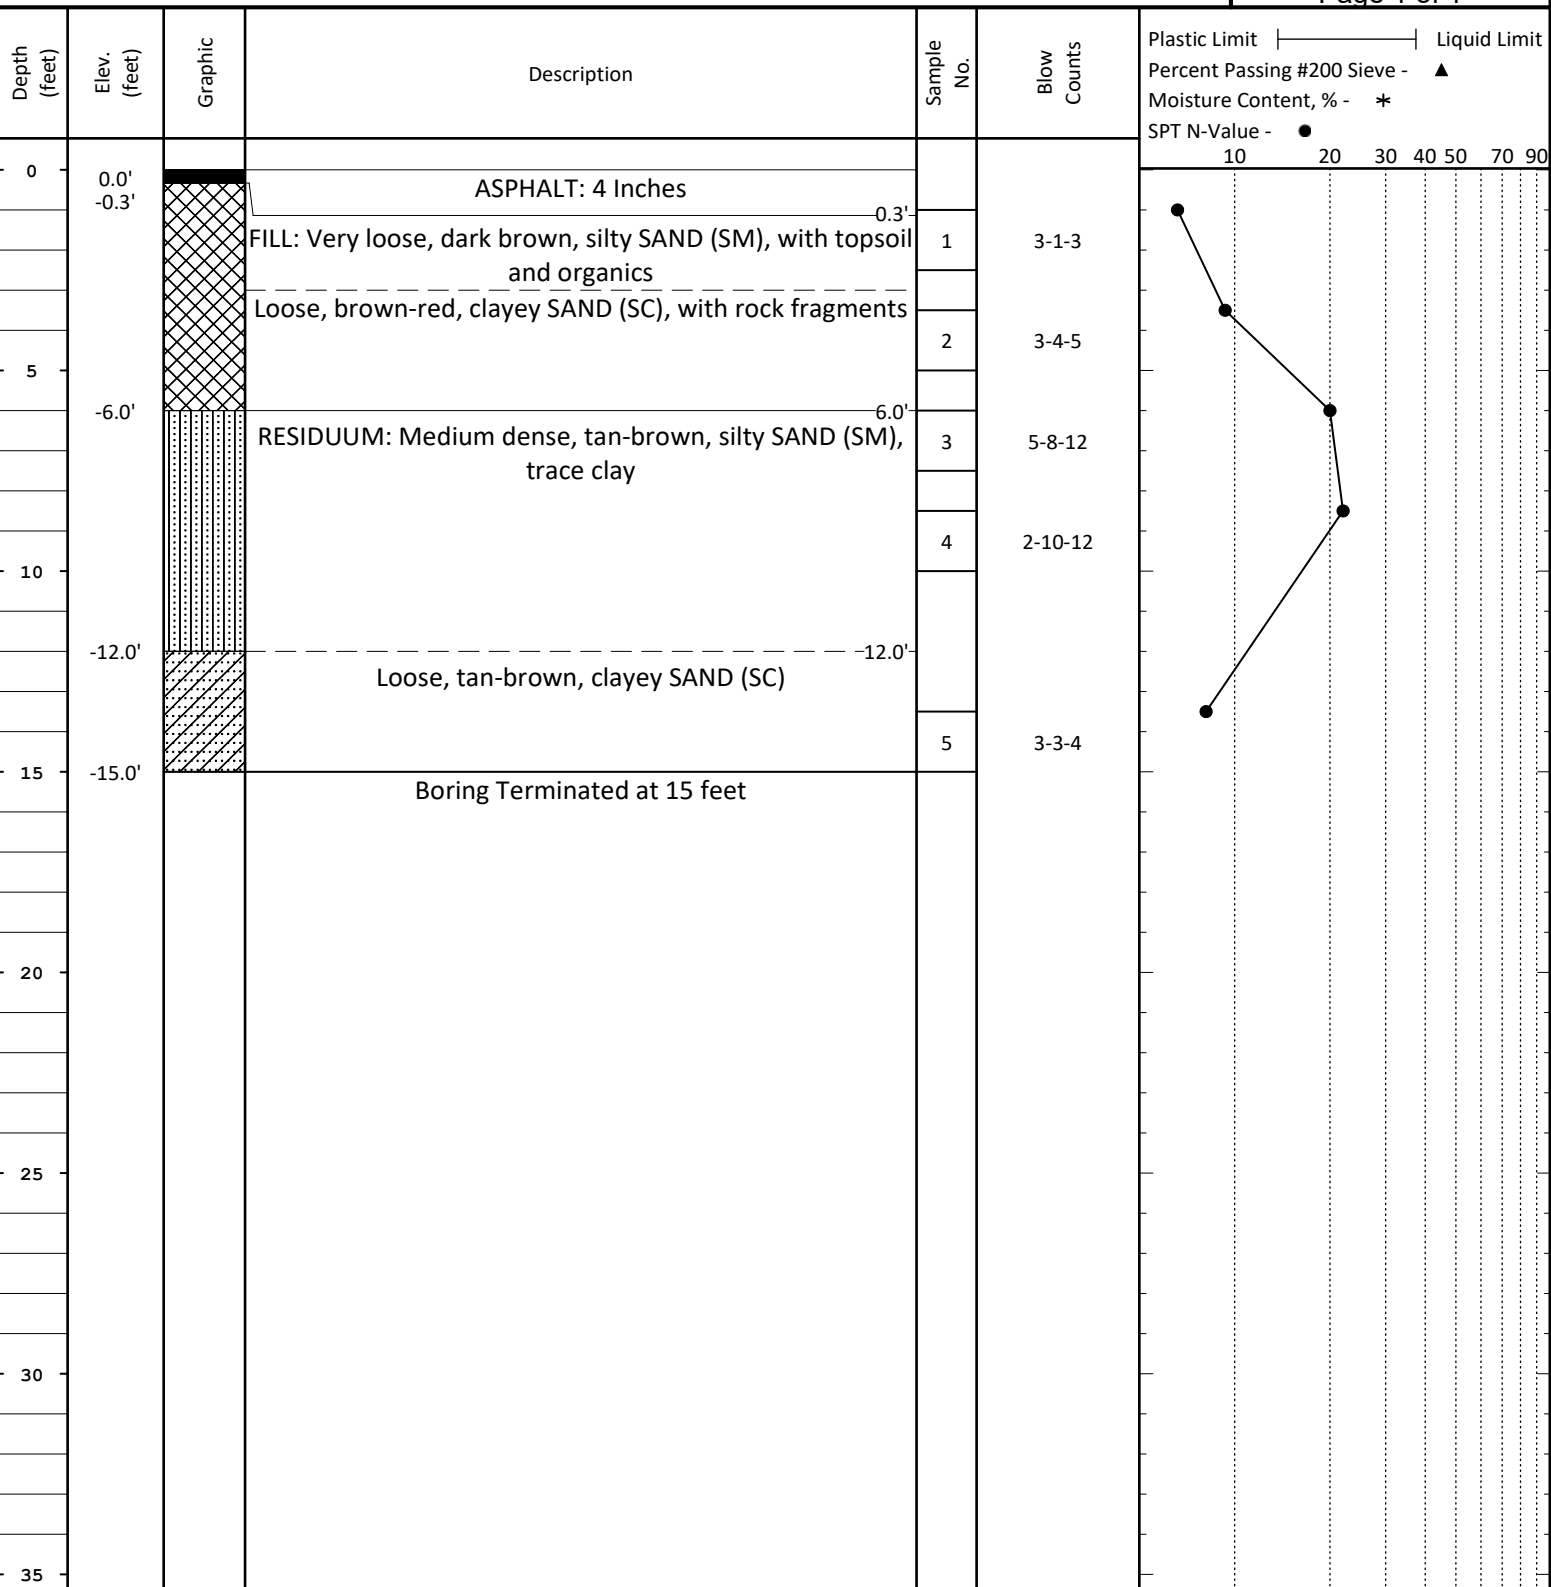 Depth
(feet)
Elev.
(feet)
Graphic
Description
Sample
No.
Blow
Counts
Plastic Limit
Liquid Limit
Percent Passing #200 Sieve -
Moisture Content, % -
SPT N-Value -
10 20 30 40 50 70 90
0
0.0'
-0.3'
ASPHALT: 4 Inches
0.3'
FILL: Very loose, dark brown, silty SAND (SM), with topsoil
and organics
1
3-1-3
Loose, brown-red, clayey SAND (SC), with rock fragments
2
3-4-5
5
-6.0'
6.0'
RESIDUUM: Medium dense, tan-brown, silty SAND (SM),
trace clay
3
5-8-12
4
2-10-12
10
-12.0'
12.0'
Loose, tan-brown, clayey SAND (SC)
5
3-3-4
15
-15.0'
Boring Terminated at 15 feet
20
25
30
35